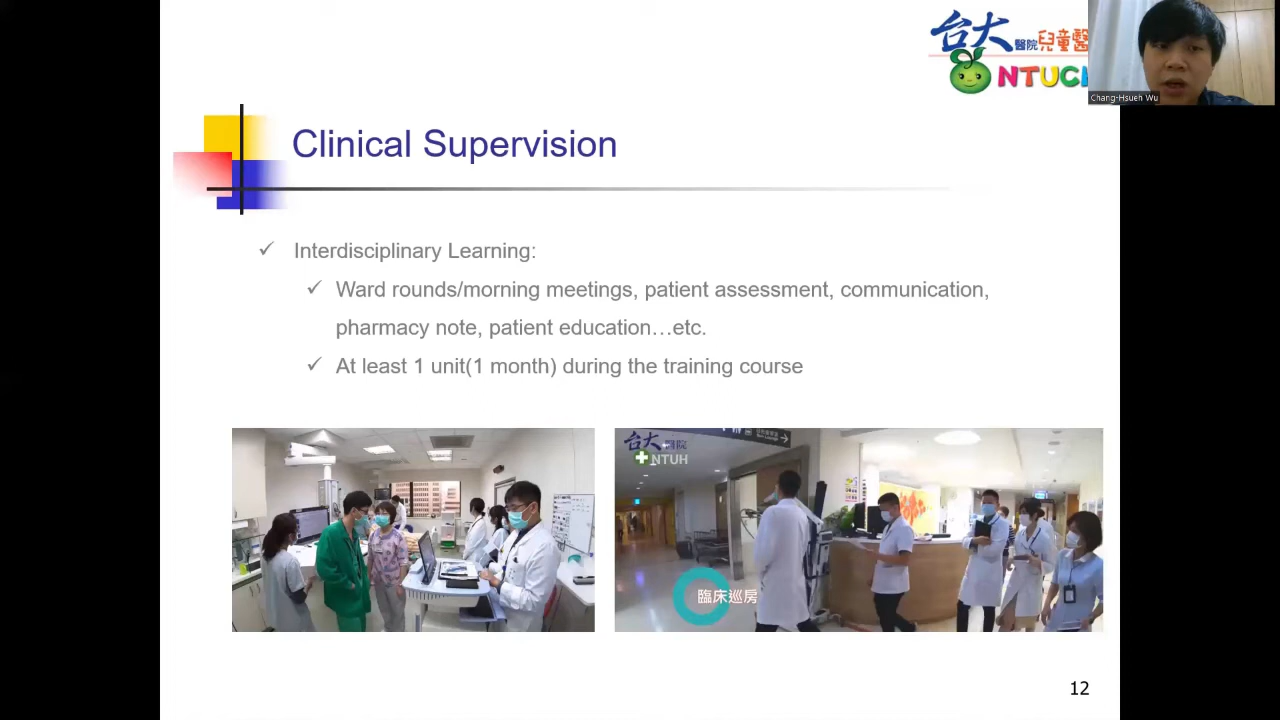 台大醫院兒童醫
NTUCH
Chang-Hsueh Wu
Clinical Supervision
✓ Interdisciplinary Learning:
✓ Ward rounds/morning meetings, patient assessment, communication,
pharmacy note, patient education…etc.
✓ At least 1 unit(1 month) during the training course
台大醫院
NTUH
臨床巡房
12